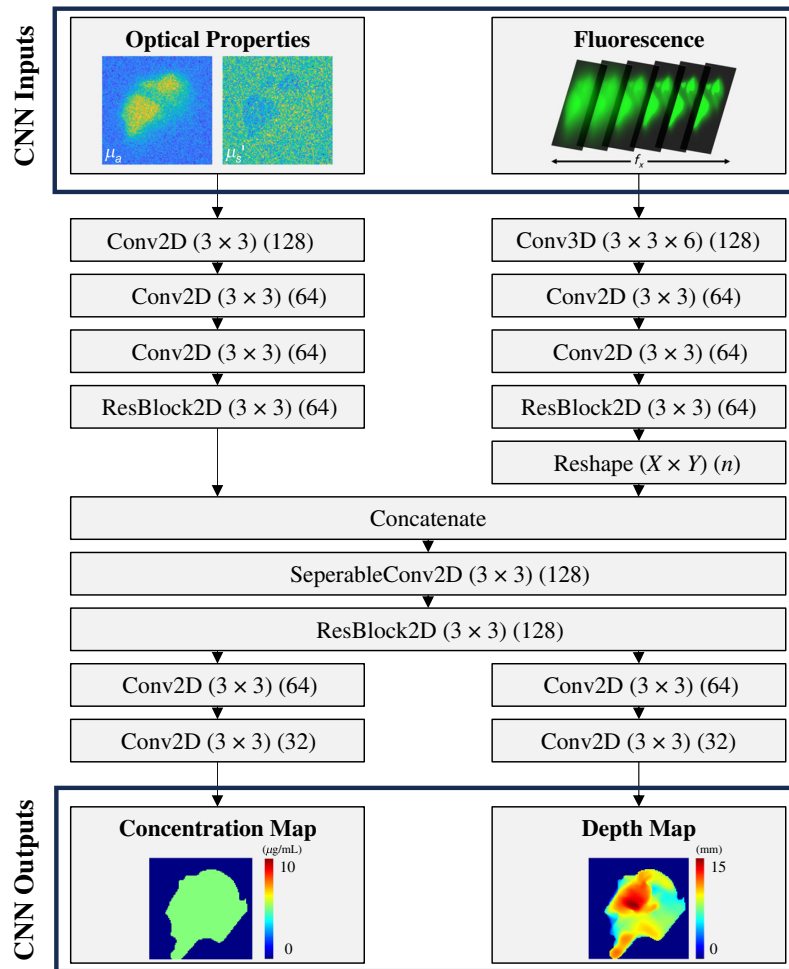 CNN Inputs
Optical Properties
μa
μs'
Fluorescence
fx
Conv2D (3 × 3) (128)
Conv2D (3 × 3) (64)
Conv2D (3 × 3) (64)
ResBlock2D (3 × 3) (64)
Conv3D (3 × 3 × 6) (128)
Conv2D (3 × 3) (64)
Conv2D (3 × 3) (64)
ResBlock2D (3 × 3) (64)
Reshape (X × Y) (n)
Concatenate
SeperableConv2D (3 × 3) (128)
ResBlock2D (3 × 3) (128)
Conv2D (3 × 3) (64)
Conv2D (3 × 3) (32)
Conv2D (3 × 3) (64)
Conv2D (3 × 3) (32)
CNN Outputs
Concentration Map
(μg/mL)
10
0
Depth Map
(mm)
15
0